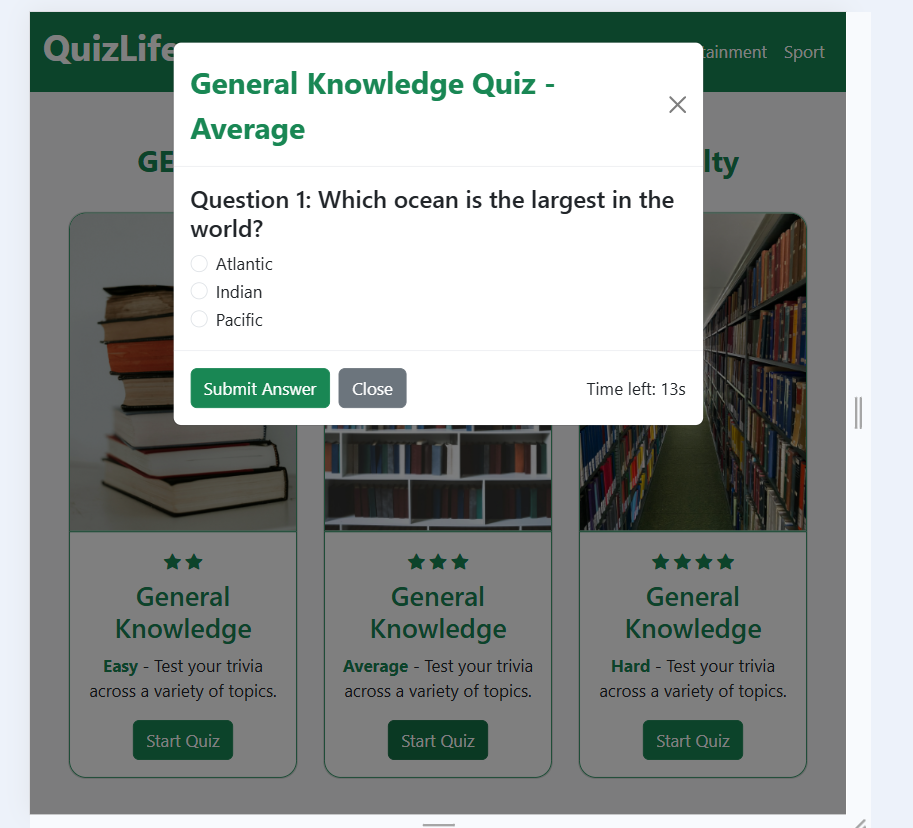 QuizLife
Sport
General Knowledge Quiz -
Average
Question 1: Which ocean is the largest in the
world?
Atlantic
Indian
Pacific
Submit Answer
Close
Time left: 13s
General
Knowledge
Easy - Test your trivia
across a variety of topics.
Start Quiz
General
Knowledge
Average - Test your trivia
across a variety of topics.
Start Quiz
General
Knowledge
Hard - Test your trivia
across a variety of topics.
Start Quiz